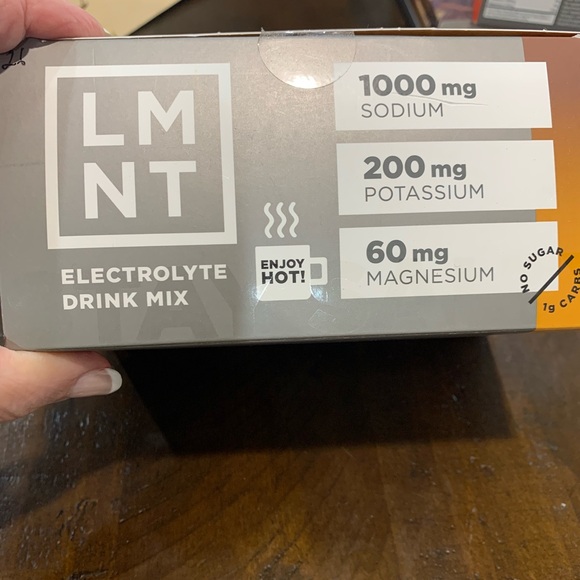 LM
NT
ELECTROLYTE
DRINK MIX
ENJOY
HOT!
1000 mg
SODIUM
200 mg
POTASSIUM
60 mg
MAGNESIUM
NO SUGAR
1g CARBS